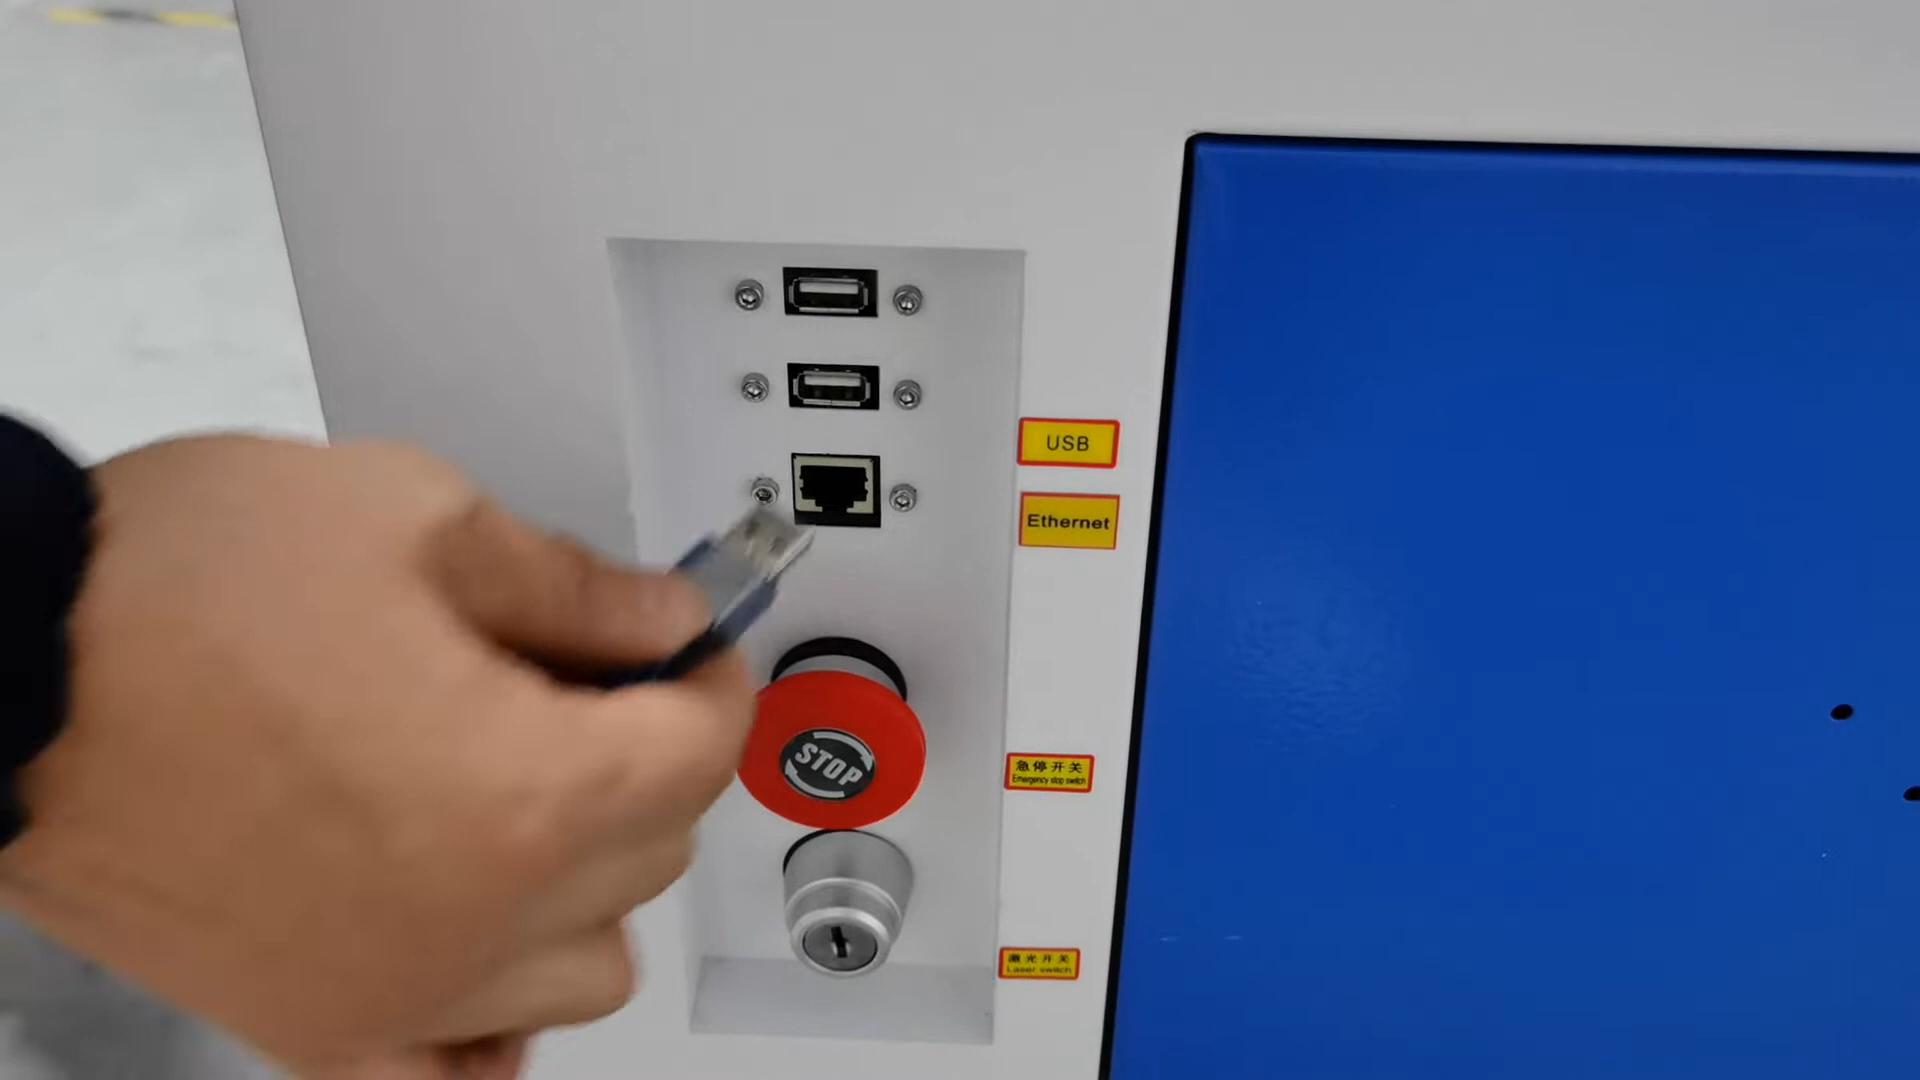 USB
Ethernet
STOP
急停开关
Emergency stop switch
激光开关
Laser switch